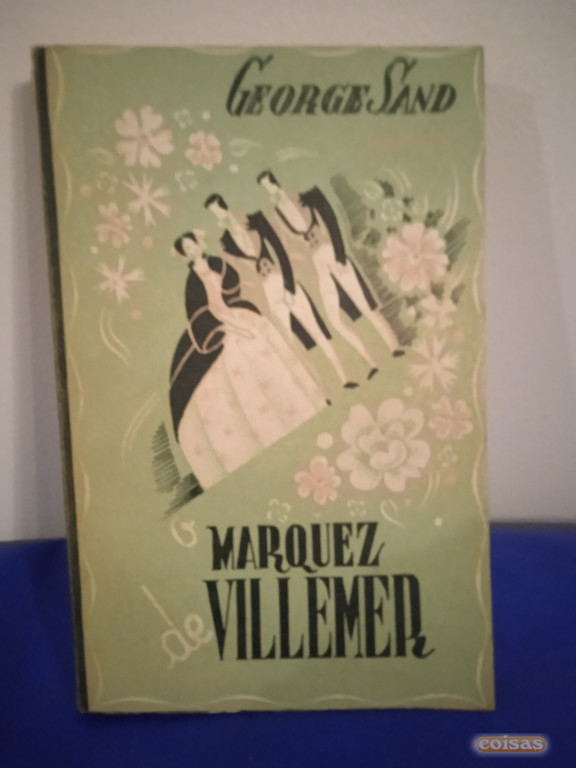 GEORGE SAND
O
MARQUEZ
de VILLEMER
coisas